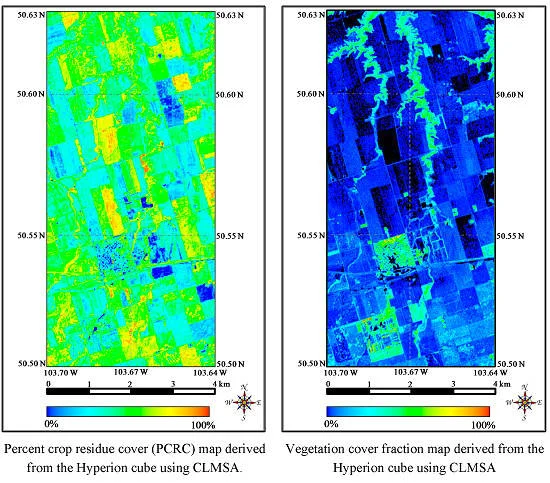 50.63 N
50.63 N
50.60 N
50.60 N
50.55 N
50.55 N
50.50 N
50.50 N
103.70 W 103.67 W 103.64 W
0 1 2 3 4 km
N
W E
S
0% 100%
Percent crop residue cover (PCRC) map derived
from the Hyperion cube using CLMSA.
50.63 N
50.63 N
50.60 N
50.60 N
50.55 N
50.55 N
50.50 N
50.50 N
103.70 W 103.67 W 103.64 W
0 1 2 3 4 km
N
W E
S
0% 100%
Vegetation cover fraction map derived from the
Hyperion cube using CLMSA